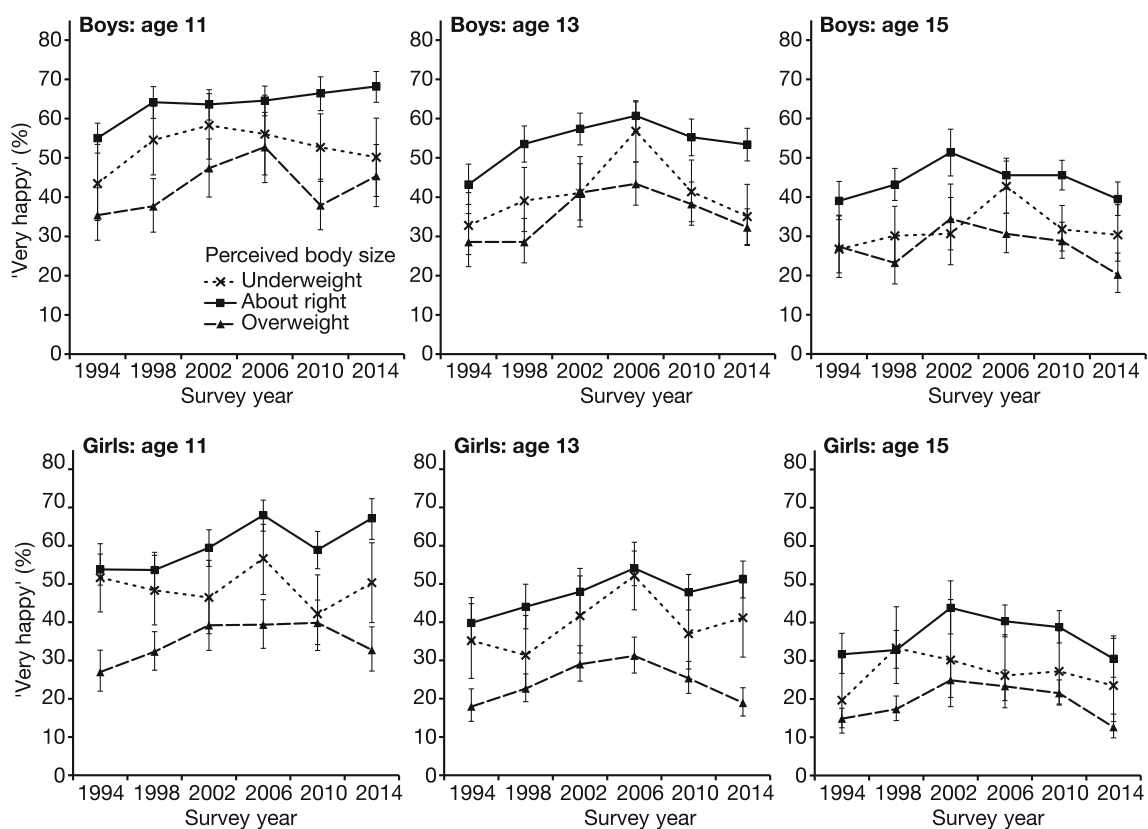 Boys: age 11
'Very happy' (%)
80
70
60
50
40
30
20
10
0
Perceived body size
Underweight
About right
Overweight
1994 1998 2002 2006 2010 2014
Survey year
Boys: age 13
80
70
60
50
40
30
20
10
0
1994 1998 2002 2006 2010 2014
Survey year
Boys: age 15
80
70
60
50
40
30
20
10
0
1994 1998 2002 2006 2010 2014
Survey year
Girls: age 11
'Very happy' (%)
80
70
60
50
40
30
20
10
0
1994 1998 2002 2006 2010 2014
Survey year
Girls: age 13
80
70
60
50
40
30
20
10
0
1994 1998 2002 2006 2010 2014
Survey year
Girls: age 15
80
70
60
50
40
30
20
10
0
1994 1998 2002 2006 2010 2014
Survey year